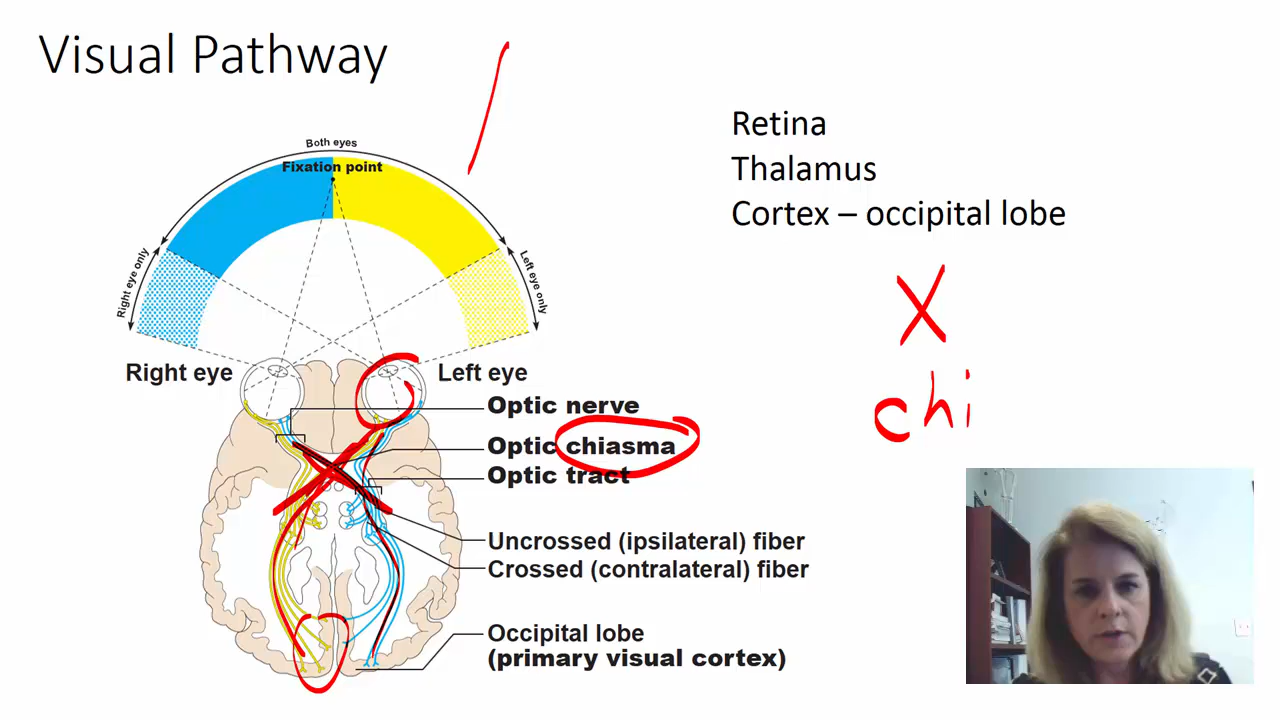 Visual Pathway
Both eyes
Fixation point
Right eye only
Left eye only
Right eye
Left eye
Optic nerve
Optic chiasma
Optic tract
Uncrossed (ipsilateral) fiber
Crossed (contralateral) fiber
Occipital lobe
(primary visual cortex)
Retina
Thalamus
Cortex – occipital lobe
X
chi